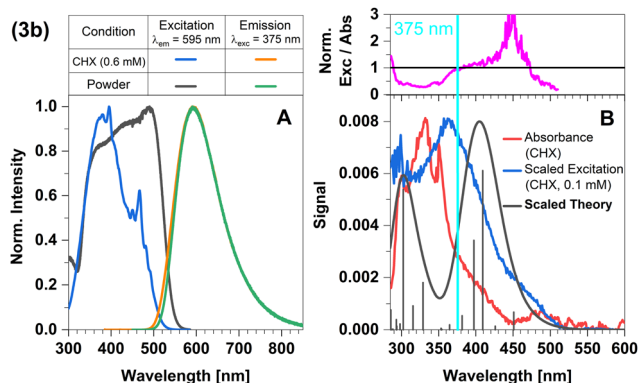 (3b)
Condition Excitation Emission
λem = 595 nm λexc = 375 nm
CHX (0.6 mM)
Powder
A
Norm. Intensity
1.0
0.8
0.6
0.4
0.2
0.0
300 400 500 600 700 800
Wavelength [nm]
375 nm
Norm.
Exc / Abs
3
2
1
0
B
Absorbance
(CHX)
Scaled Excitation
(CHX, 0.1 mM)
Scaled Theory
Signal
0.008
0.006
0.004
0.002
0.000
300 350 400 450 500 550 600
Wavelength [nm]